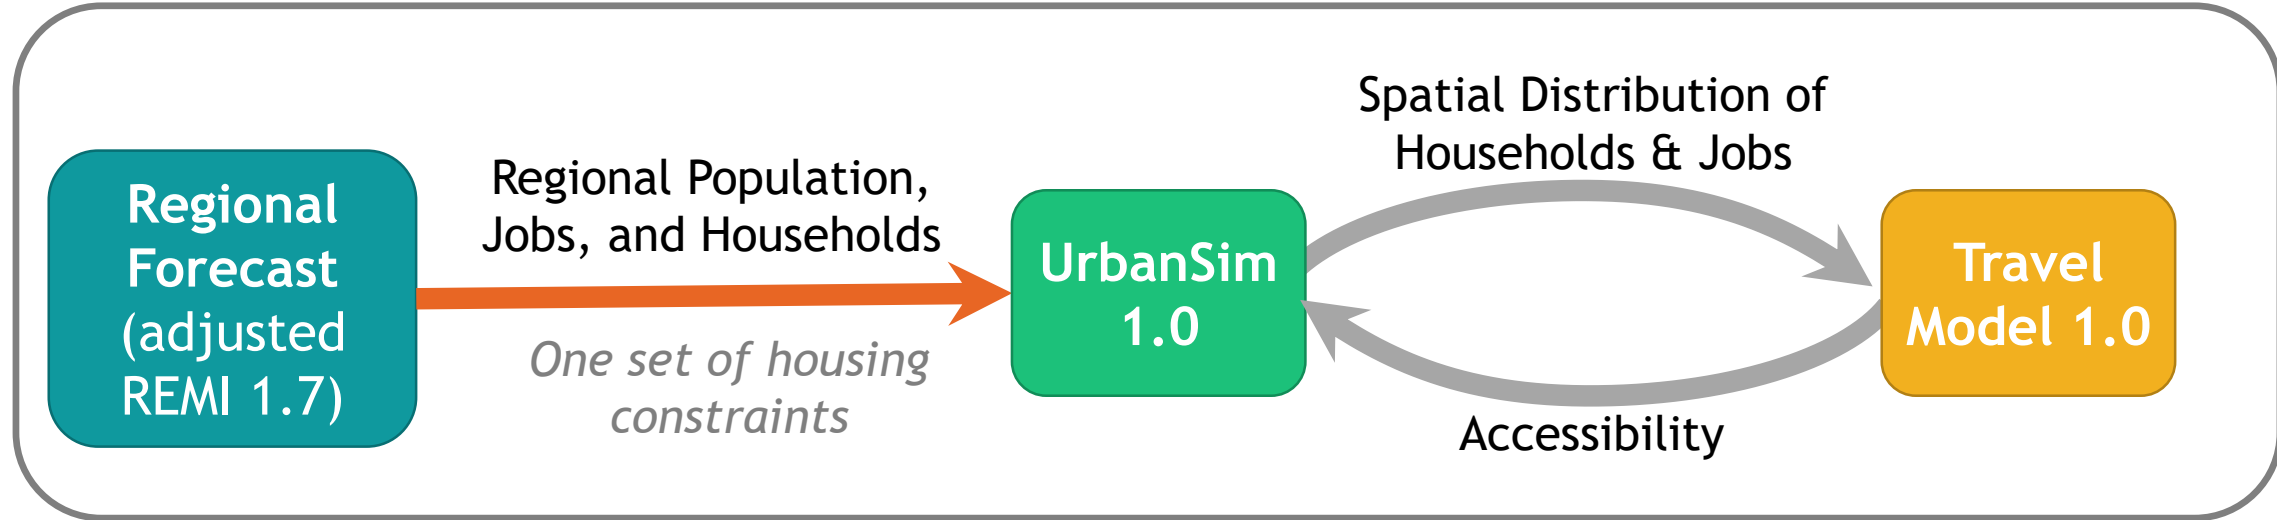 Regional
Forecast
(adjusted
REMI 1.7)
Regional Population,
Jobs, and Households
One set of housing
constraints
UrbanSim
1.0
Spatial Distribution of
Households & Jobs
Accessibility
Travel
Model 1.0